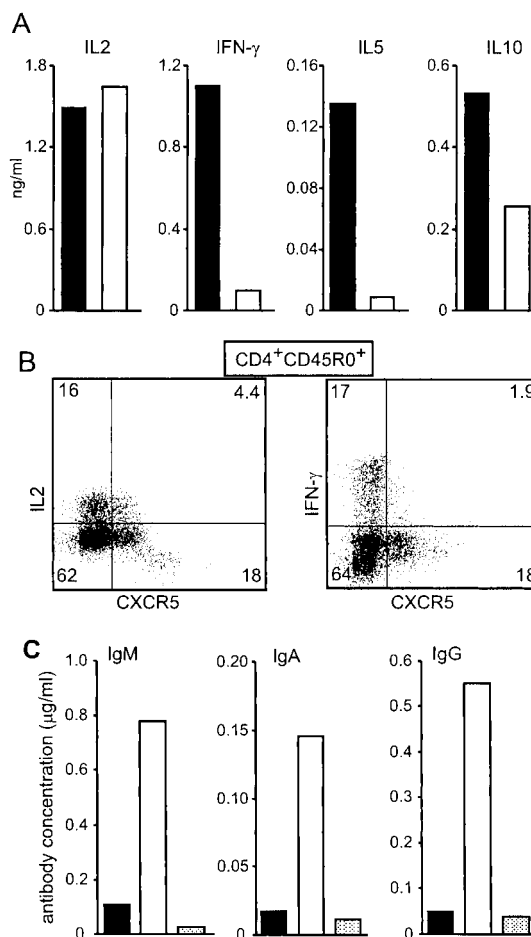 A
IL2 IFN-γ IL5 IL10
ng/ml
1.8 1.2 0.16 0.6
1.2 0.8 0.12 0.4
0.08
0.6 0.4 0.04 0.2
0 0 0 0
B
CD4+CD45R0+
16 4.4 17 1.9
IL2 IFN-γ
62 18 64 18
CXCR5 CXCR5
C
IgM IgA IgG
antibody concentration (μg/ml)
1.0 0.20 0.6
0.8 0.15 0.5
0.6 0.4
0.10 0.3
0.4 0.2
0.2 0.05 0.1
0 0.00 0